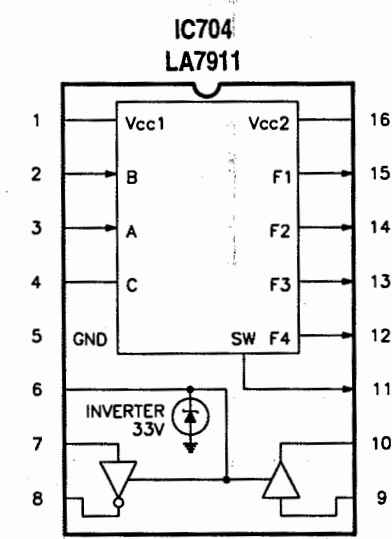 IC704
LA7911
1 Vcc1 Vcc2 16
2 B F1 15
3 A F2 14
4 C F3 13
5 GND SW F4 12
6 11
INVERTER
33V
7 10
8 9